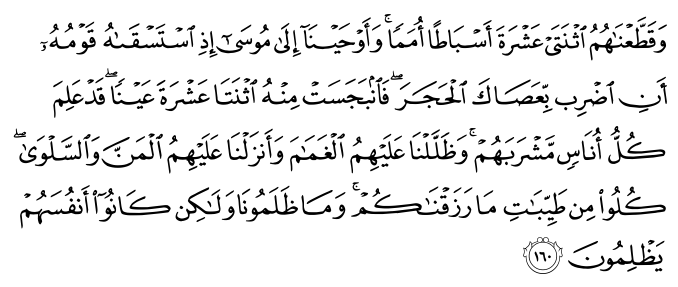 وَقَطَّعْنَٰهُمُ ٱثْنَتَىْ عَشْرَةَ أَسْبَاطًا أُمَمًا ۚ وَأَوْحَيْنَآ إِلَىٰ مُوسَىٰٓ إِذِ ٱسْتَسْقَىٰهُ قَوْمُهُۥٓ
أَنِ ٱضْرِب بِّعَصَاكَ ٱلْحَجَرَ ۖ فَٱنۢبَجَسَتْ مِنْهُ ٱثْنَتَا عَشْرَةَ عَيْنًا ۖ قَدْ عَلِمَ
كُلُّ أُنَاسٍ مَّشْرَبَهُمْ ۚ وَظَلَّلْنَا عَلَيْهِمُ ٱلْغَمَٰمَ وَأَنزَلْنَا عَلَيْهِمُ ٱلْمَنَّ وَٱلسَّلْوَىٰ ۖ
كُلُوا۟ مِن طَيِّبَٰتِ مَا رَزَقْنَٰكُمْ ۚ وَمَا ظَلَمُونَا وَلَٰكِن كَانُوٓا۟ أَنفُسَهُمْ
يَظْلِمُونَ ١٦٠